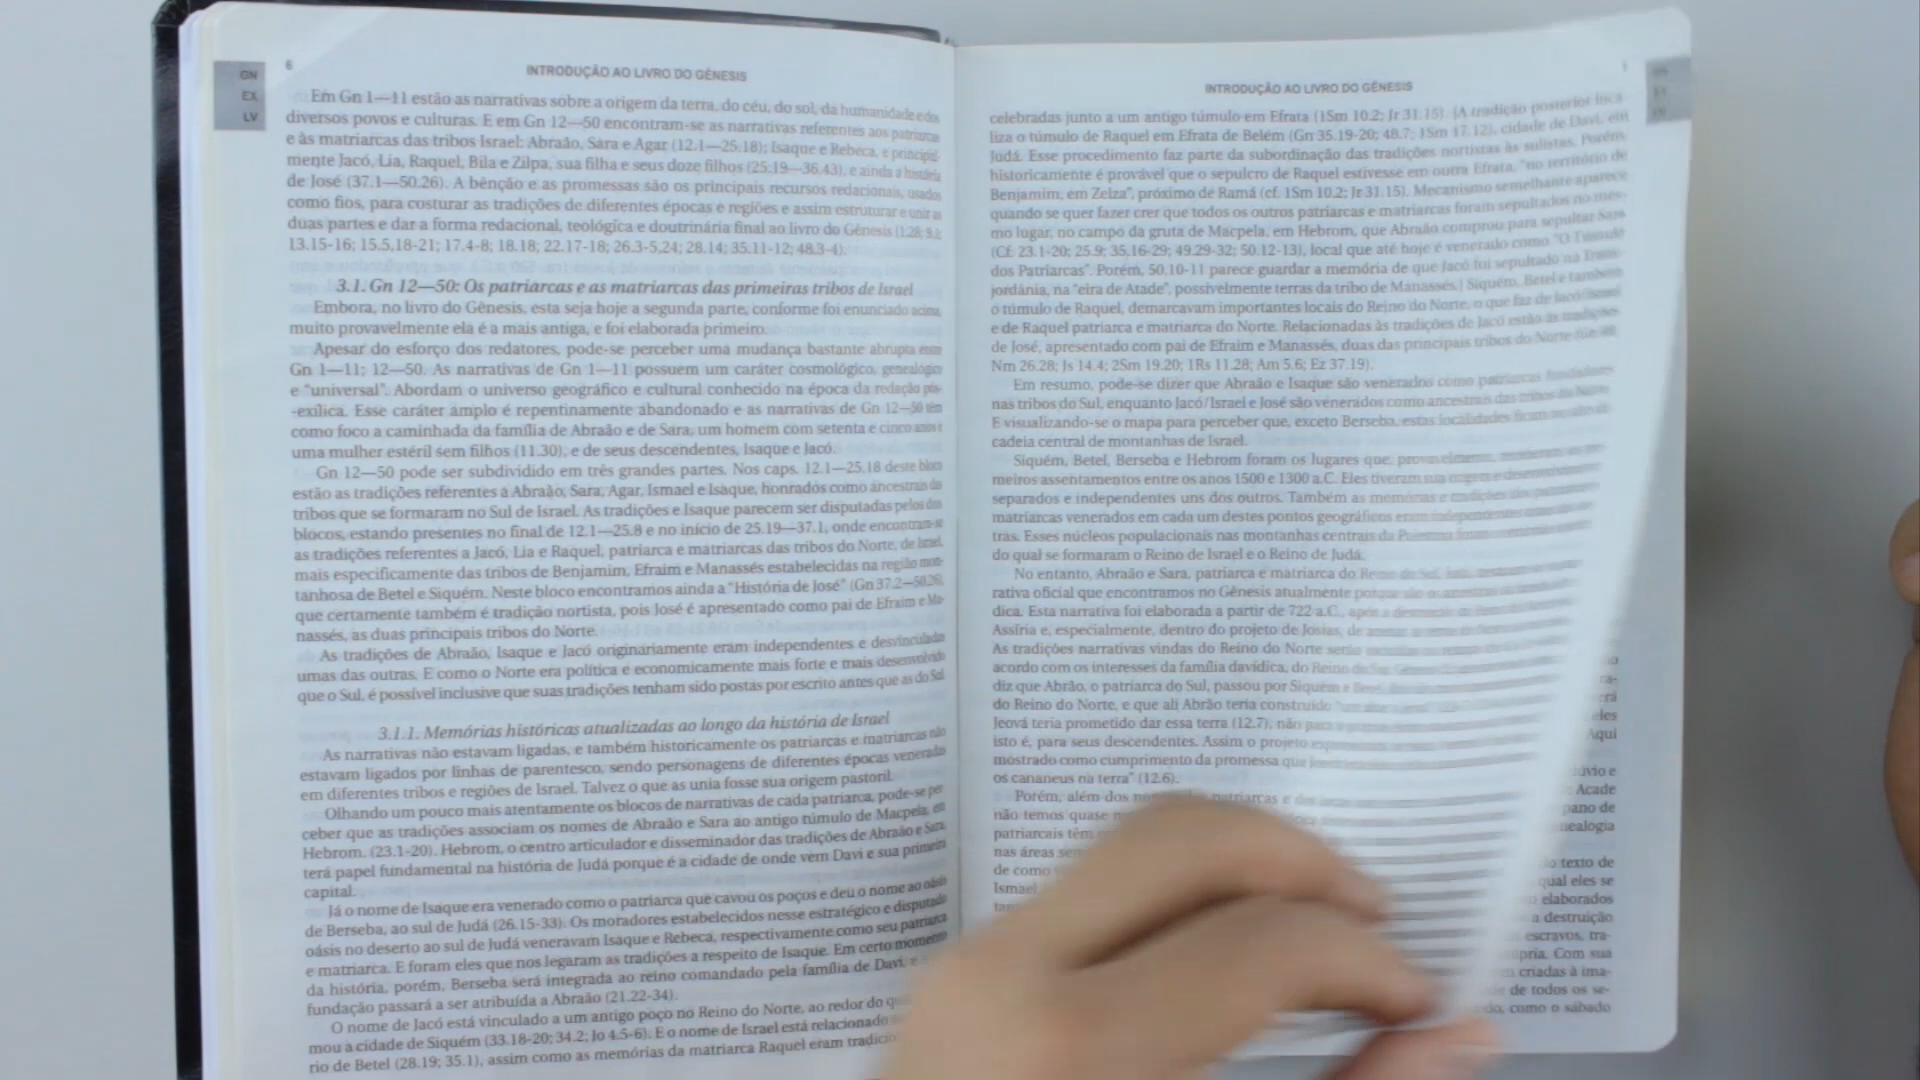 GN
EX
LV
6
INTRODUÇÃO AO LIVRO DO GÊNESIS
Em Gn 1—11 estão as narrativas sobre a origem da terra, do céu, do sol, da humanidade e dos
diversos povos e culturas. E em Gn 12—50 encontram-se as narrativas referentes aos patriarcas
e às matriarcas das tribos Israel: Abraão, Sara e Agar (12.1—25.18); Isaque e Rebeca, e principal-
mente Jacó, Lia, Raquel, Bila e Zilpa, sua filha e seus doze filhos (25.19—36.43), e ainda a história
de José (37.1—50.26). A bênção e as promessas são os principais recursos redacionais, usados
como fios, para costurar as tradições de diferentes épocas e regiões e assim estruturar e unir as
duas partes e dar a forma redacional, teológica e doutrinária final ao livro do Gênesis (1.28; 9.1;
13.15-16; 15.5,18-21; 17.4-8; 18.18; 22.17-18; 26.3-5,24; 28.14; 35.11-12; 48.3-4).
3.1. Gn 12—50: Os patriarcas e as matriarcas das primeiras tribos de Israel
Embora, no livro do Gênesis, esta seja hoje a segunda parte, conforme foi enunciado acima,
muito provavelmente ela é a mais antiga, e foi elaborada primeiro.
Apesar do esforço dos redatores, pode-se perceber uma mudança bastante abrupta entre
Gn 1—11; 12—50. As narrativas de Gn 1—11 possuem um caráter cosmológico, genealógico
e "universal". Abordam o universo geográfico e cultural conhecido na época da redação pós-
-exílica. Esse caráter amplo é repentinamente abandonado e as narrativas de Gn 12—50 têm
como foco a caminhada da família de Abraão e de Sara, um homem com setenta e cinco anos e
uma mulher estéril sem filhos (11.30), e de seus descendentes, Isaque e Jacó.
Gn 12—50 pode ser subdividido em três grandes partes. Nos caps. 12.1—25.18 deste bloco
estão as tradições referentes a Abraão, Sara, Agar, Ismael e Isaque, honrados como ancestrais das
tribos que se formaram no Sul de Israel. As tradições e Isaque parecem ser disputadas pelos dois
blocos, estando presentes no final de 12.1—25.8 e no início de 25.19—37.1, onde encontram-se
as tradições referentes a Jacó, Lia e Raquel, patriarca e matriarcas das tribos do Norte, de Israel,
mais especificamente das tribos de Benjamim, Efraim e Manassés estabelecidas na região mon-
tanhosa de Betel e Siquém. Neste bloco encontramos ainda a "História de José" (Gn 37.2—50.26),
que certamente também é tradição nortista, pois José é apresentado como pai de Efraim e Ma-
nassés, as duas principais tribos do Norte.
As tradições de Abraão, Isaque e Jacó originariamente eram independentes e desvinculadas
umas das outras. E como o Norte era política e economicamente mais forte e mais desenvolvido
que o Sul, é possível inclusive que suas tradições tenham sido postas por escrito antes que as do Sul.
3.1.1. Memórias históricas atualizadas ao longo da história de Israel
As narrativas não estavam ligadas, e também historicamente os patriarcas e matriarcas não
estavam ligados por linhas de parentesco, sendo personagens de diferentes épocas venerados
em diferentes tribos e regiões de Israel. Talvez o que as unia fosse sua origem pastoril.
Olhando um pouco mais atentamente os blocos de narrativas de cada patriarca, pode-se per
ceber que as tradições associam os nomes de Abraão e Sara ao antigo túmulo de Macpela, em
Hebrom. (23.1-20). Hebrom, o centro articulador e disseminador das tradições de Abraão e Sara,
terá papel fundamental na história de Judá porque é a cidade de onde vem Davi e sua primeira
capital.
Já o nome de Isaque era venerado como o patriarca que cavou os poços e deu o nome ao oásis
de Berseba, ao sul de Judá (26.15-33). Os moradores estabelecidos nesse estratégico e disputado
oásis no deserto ao sul de Judá veneravam Isaque e Rebeca, respectivamente como seu patriarca
e matriarca. E foram eles que nos legaram as tradições a respeito de Isaque. Em certo momento
da história, porém, Berseba será integrada ao reino comandado pela família de Davi, e
fundação passará a ser atribuída a Abraão (21.22-34).
O nome de Jacó está vinculado a um antigo poço no Reino do Norte, ao redor do
mou a cidade de Siquém (33.18-20; 34.2; Jo 4.5-6). E o nome de Israel está relacionado
rio de Betel (28.19; 35.1), assim como as memórias da matriarca Raquel eram
INTRODUÇÃO AO LIVRO DO GÊNESIS
celebradas junto a um antigo túmulo em Efrata (1Sm 10.2; Jr 31.15). [A tradição posterior loca-
liza o túmulo de Raquel em Efrata de Belém (Gn 35.19-20; 48.7; 1Sm 17.12), cidade de Davi, em
Judá. Esse procedimento faz parte da subordinação das tradições nortistas às sulistas. Porém,
historicamente é provável que o sepulcro de Raquel estivesse em outra Efrata, "no território de
Benjamim, em Zelza", próximo de Ramá (cf. 1Sm 10.2; Jr 31.15). Mecanismo semelhante aparece
quando se quer fazer crer que todos os outros patriarcas e matriarcas foram sepultados no mes-
mo lugar, no campo da gruta de Macpela, em Hebrom, que Abraão comprou para sepultar Sara
(Cf. 23.1-20; 25.9; 35.16-29; 49.29-32; 50.12-13), local que até hoje é venerado como "O Túmulo
dos Patriarcas". Porém, 50.10-11 parece guardar a memória de que Jacó foi sepultado na Trans-
jordânia, na "eira de Atade", possivelmente terras da tribo de Manassés.] Siquém, Betel e também
o túmulo de Raquel, demarcavam importantes locais do Reino do Norte, o que faz de Jacó/Israel
e de Raquel patriarca e matriarca do Norte. Relacionadas às tradições de Jacó estão as tradições
de José, apresentado com pai de Efraim e Manassés, duas das principais tribos do Norte
Nm 26.28; Js 14.4; 2Sm 19.20; 1Rs 11.28; Am 5.6; Ez 37.19).
Em resumo, pode-se dizer que Abraão e Isaque são venerados como patriarcas fundadores
nas tribos do Sul, enquanto Jacó/Israel e José são venerados como ancestrais das tribos do Norte.
E visualizando-se o mapa para perceber que, exceto Berseba, estas localidades ficam no
cadeia central de montanhas de Israel.
Siquém, Betel, Berseba e Hebrom foram os lugares que, provavelmente,
meiros assentamentos entre os anos 1500 e 1300 a.C. Eles tiveram sua origem e
separados e independentes uns dos outros. Também as memórias e tradições
matriarcas venerados em cada um destes pontos geográficos eram independentes
tras. Esses núcleos populacionais nas montanhas centrais da Palestina
do qual se formaram o Reino de Israel e o Reino de Judá.
No entanto, Abraão e Sara, patriarca e matriarca do Reino do Sul,
rativa oficial que encontramos no Gênesis atualmente porque
dica. Esta narrativa foi elaborada a partir de 722 a.C., após a
Assíria e, especialmente, dentro do projeto de Josias, de
As tradições narrativas vindas do Reino do Norte
acordo com os interesses da família davídica, do Reino
diz que Abrão, o patriarca do Sul, passou por Siquém e
do Reino do Norte, e que ali Abrão teria construído
Jeová teria prometido dar essa terra (12.7), não
isto é, para seus descendentes. Assim o projeto
mostrado como cumprimento da promessa que
os cananeus na terra" (12.6).
Porém, além dos patriarcas e
não temos quase
patriarcais têm
nas áreas
de como
Ismael
eles
Aqui
e
Acade
de
texto de
qual eles se
elaborados
a destruição
escravos, tra-
Com sua
criadas à ima-
de todos os se-
como o sábado